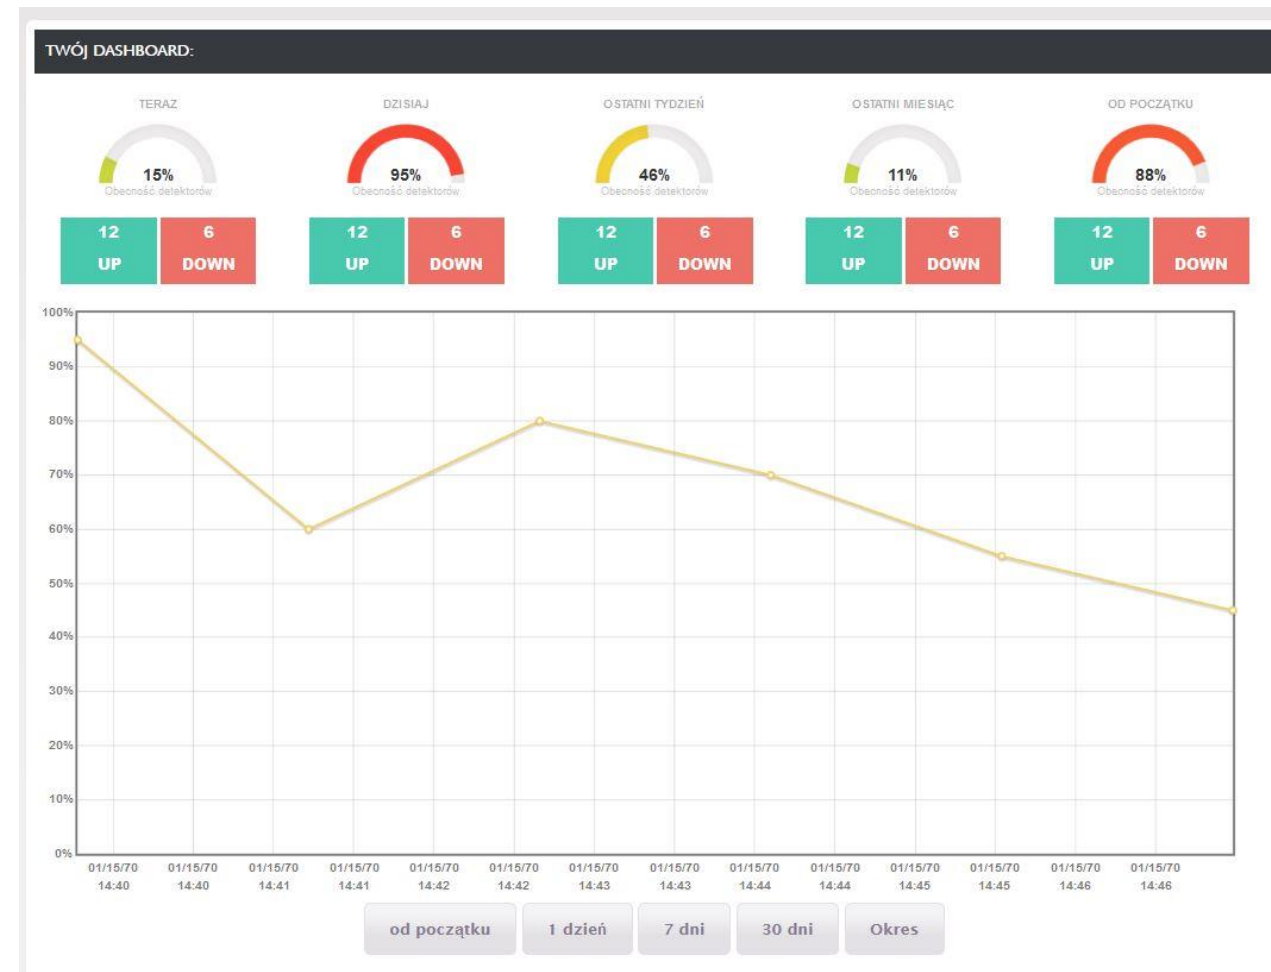 TWÓJ DASHBOARD:
TERAZ DZISIAJ OSTATNI TYDZIEŃ OSTATNI MIESIĄC OD POCZĄTKU
15% 95% 46% 11% 88%
Obecność detektorów Obecność detektorów Obecność detektorów Obecność detektorów Obecność detektorów
12 6 12 6 12 6 12 6 12 6
UP DOWN UP DOWN UP DOWN UP DOWN UP DOWN
100%
90%
80%
70%
60%
50%
40%
30%
20%
10%
0%
01/15/70 01/15/70 01/15/70 01/15/70 01/15/70 01/15/70 01/15/70 01/15/70 01/15/70 01/15/70 01/15/70 01/15/70 01/15/70 01/15/70
14:40 14:40 14:41 14:41 14:42 14:42 14:43 14:43 14:44 14:44 14:45 14:45 14:46 14:46
od początku 1 dzień 7 dni 30 dni Okres